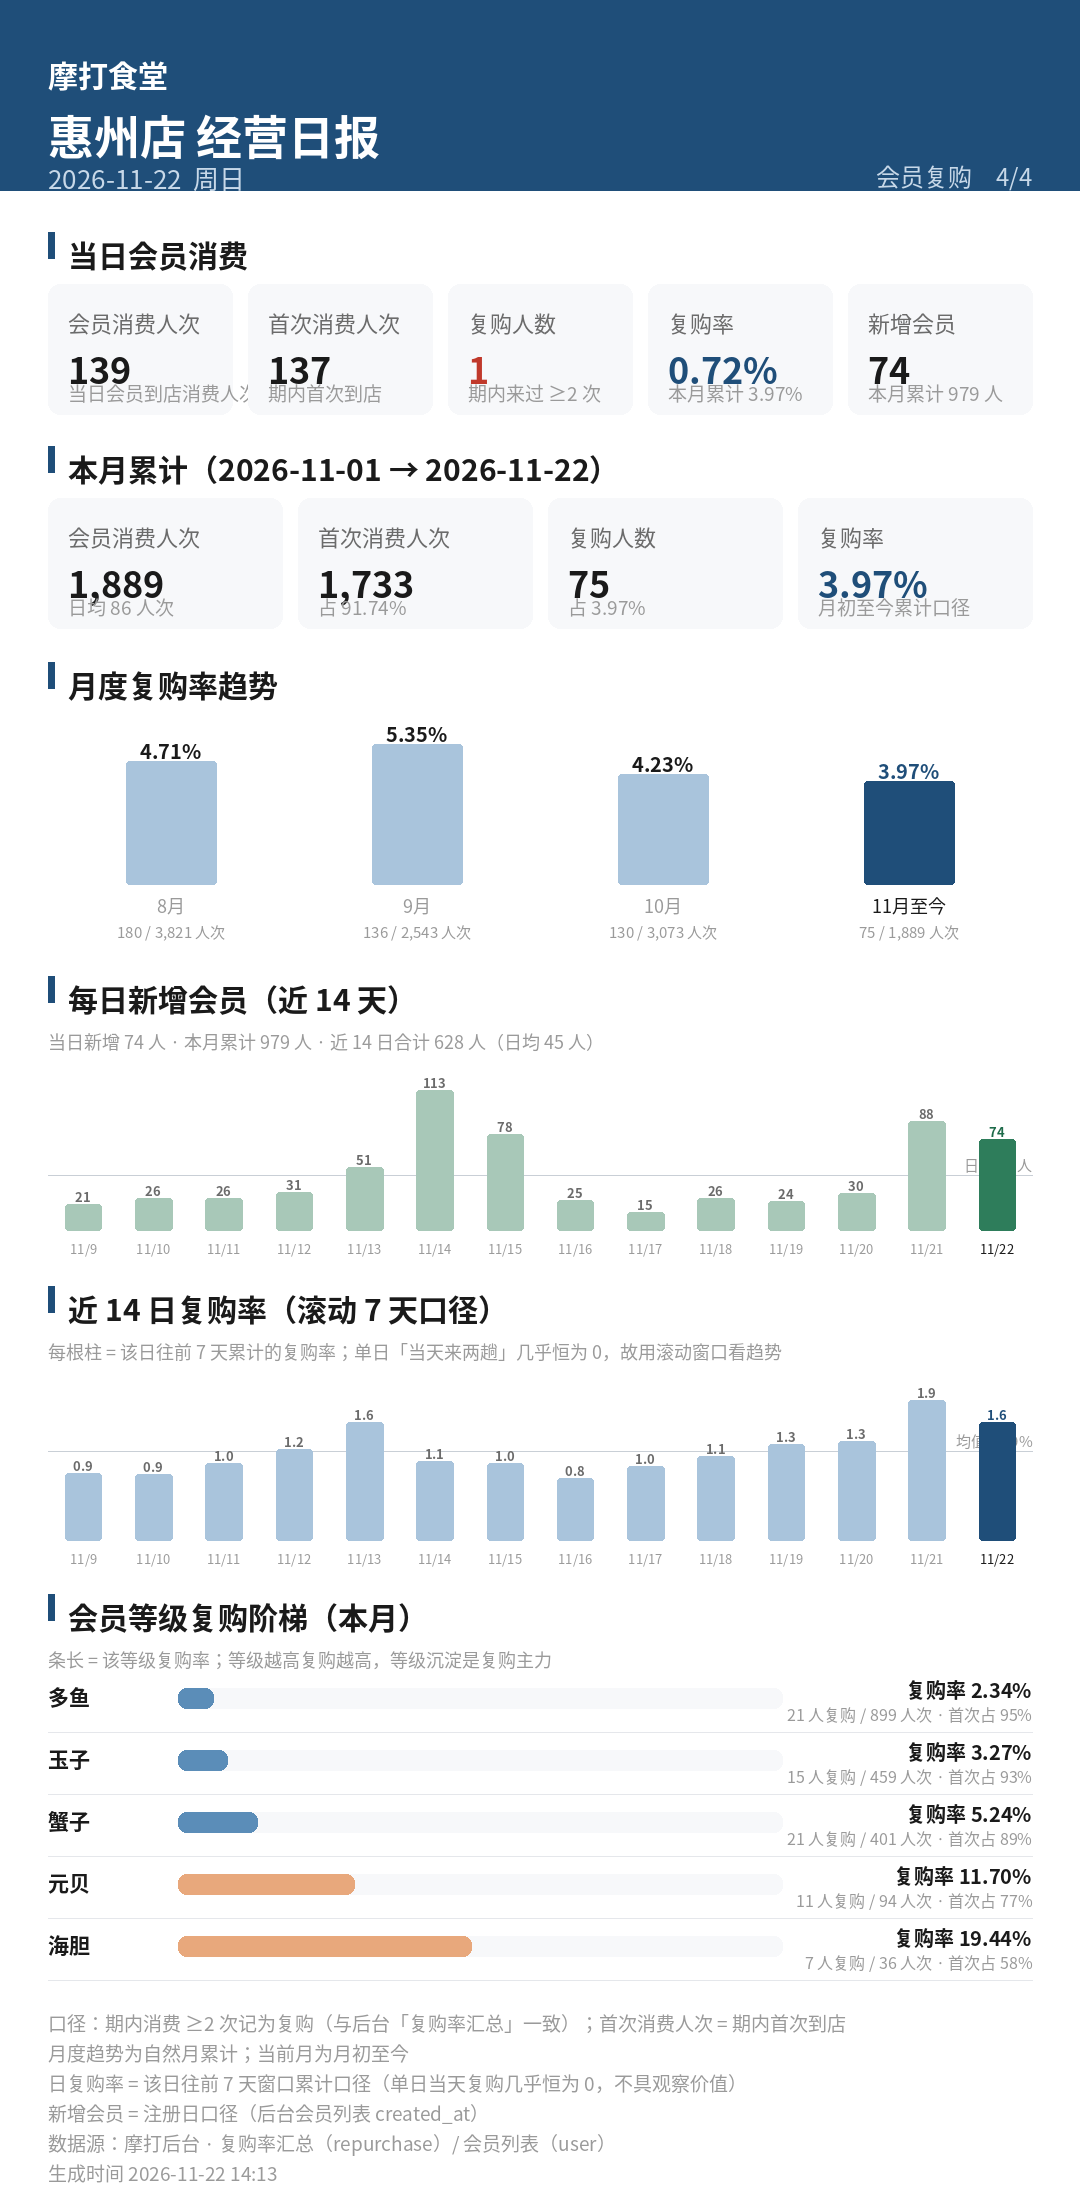 摩打食堂
惠州店 经营日报
2026-11-22 周日
会员复购 4/4
当日会员消费
会员消费人次 首次消费人次 复购人数 复购率 新增会员
139 137 1 0.72% 74
当日会员到店消费人次 期内首次到店 期内来过 ≥2 次 本月累计 3.97% 本月累计 979 人
本月累计（2026-11-01 → 2026-11-22）
会员消费人次 首次消费人次 复购人数 复购率
1,889 1,733 75 3.97%
日均 86 人次 占 91.74% 占 3.97% 月初至今累计口径
月度复购率趋势
4.71% 5.35% 4.23% 3.97%
8月 9月 10月 11月至今
180 / 3,821 人次 136 / 2,543 人次 130 / 3,073 人次 75 / 1,889 人次
每日新增会员（近 14 天）
当日新增 74 人 · 本月累计 979 人 · 近 14 日合计 628 人（日均 45 人）
21 26 26 31 51 113 78 25 15 26 24 30 88 74
日 人
11/9 11/10 11/11 11/12 11/13 11/14 11/15 11/16 11/17 11/18 11/19 11/20 11/21 11/22
近 14 日复购率（滚动 7 天口径）
每根柱 = 该日往前 7 天累计的复购率；单日「当天来两趟」几乎恒为 0，故用滚动窗口看趋势
0.9 0.9 1.0 1.2 1.6 1.1 1.0 0.8 1.0 1.1 1.3 1.3 1.9 1.6
均值 %
11/9 11/10 11/11 11/12 11/13 11/14 11/15 11/16 11/17 11/18 11/19 11/20 11/21 11/22
会员等级复购阶梯（本月）
条长 = 该等级复购率；等级越高复购越高，等级沉淀是复购主力
多鱼 复购率 2.34%
21 人复购 / 899 人次 · 首次占 95%
玉子 复购率 3.27%
15 人复购 / 459 人次 · 首次占 93%
蟹子 复购率 5.24%
21 人复购 / 401 人次 · 首次占 89%
元贝 复购率 11.70%
11 人复购 / 94 人次 · 首次占 77%
海胆 复购率 19.44%
7 人复购 / 36 人次 · 首次占 58%
口径：期内消费 ≥2 次记为复购（与后台「复购率汇总」一致）；首次消费人次 = 期内首次到店
月度趋势为自然月累计；当前月为月初至今
日复购率 = 该日往前 7 天窗口累计口径（单日当天复购几乎恒为 0，不具观察价值）
新增会员 = 注册日口径（后台会员列表 created_at）
数据源：摩打后台 · 复购率汇总（repurchase）/ 会员列表（user）
生成时间 2026-11-22 14:13